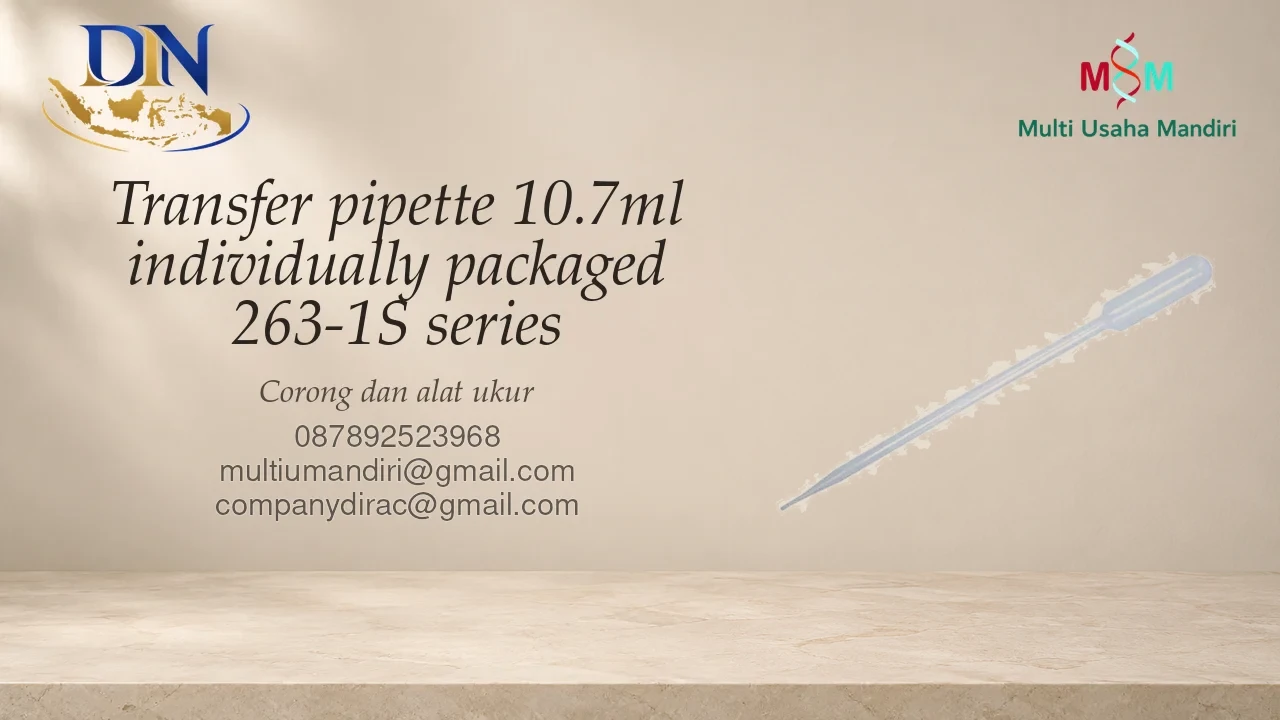 DIN
M M
Multi Usaha Mandiri
Transfer pipette 10.7ml
individually packaged
263-1S series
Corong dan alat ukur
087892523968
multiumandiri@gmail.com
companydirac@gmail.com